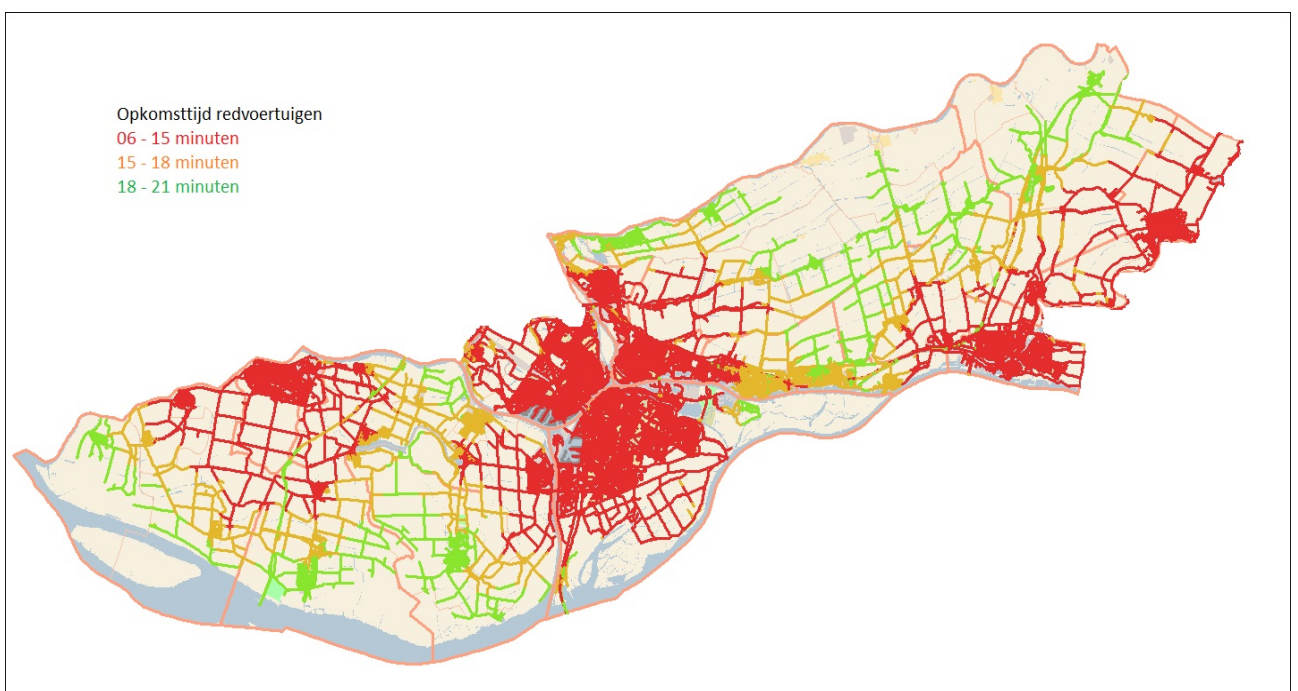 Opkomsttijd redvoertuigen
06 - 15 minuten
15 - 18 minuten
18 - 21 minuten